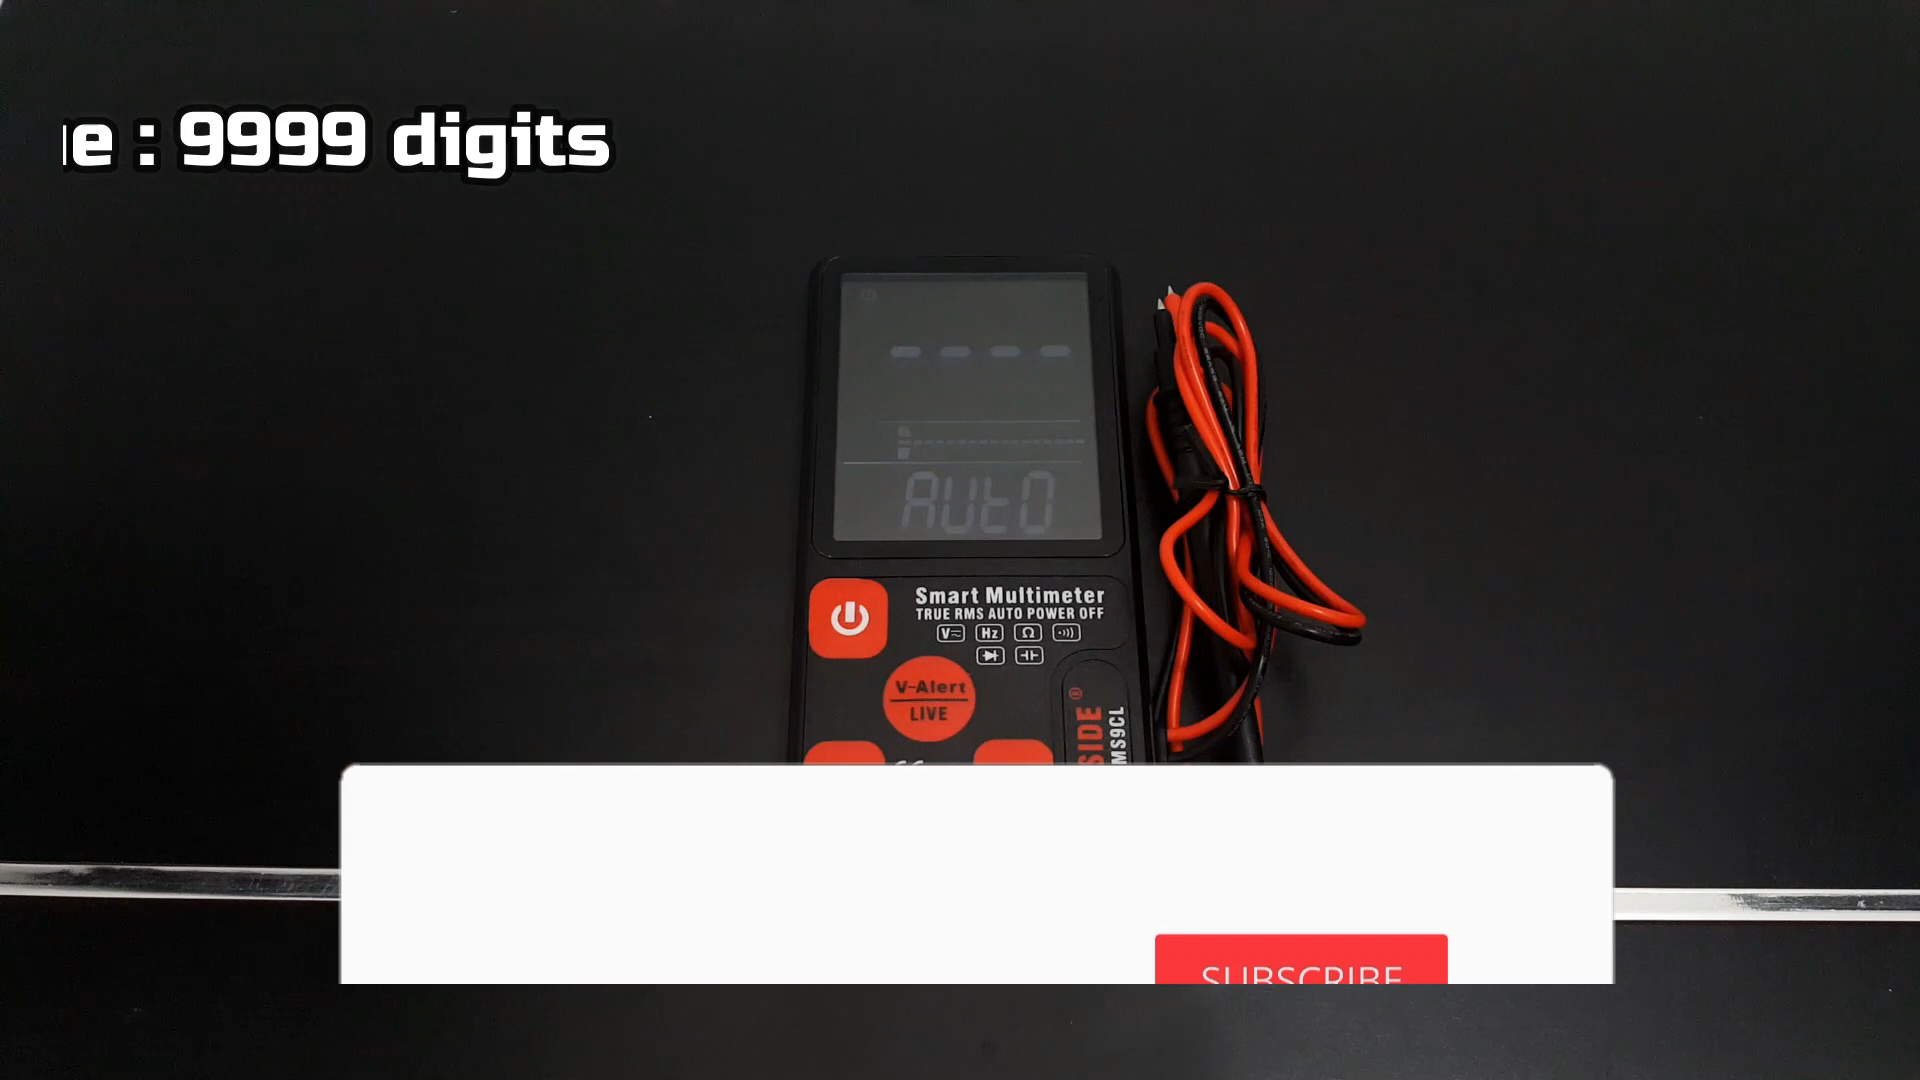 e : 9999 digits
AUtO
Smart Multimeter
TRUE RMS AUTO POWER OFF
V Hz Ω
V-Alert
LIVE
SIDE ®
MS9CL
SUBSCRIBE